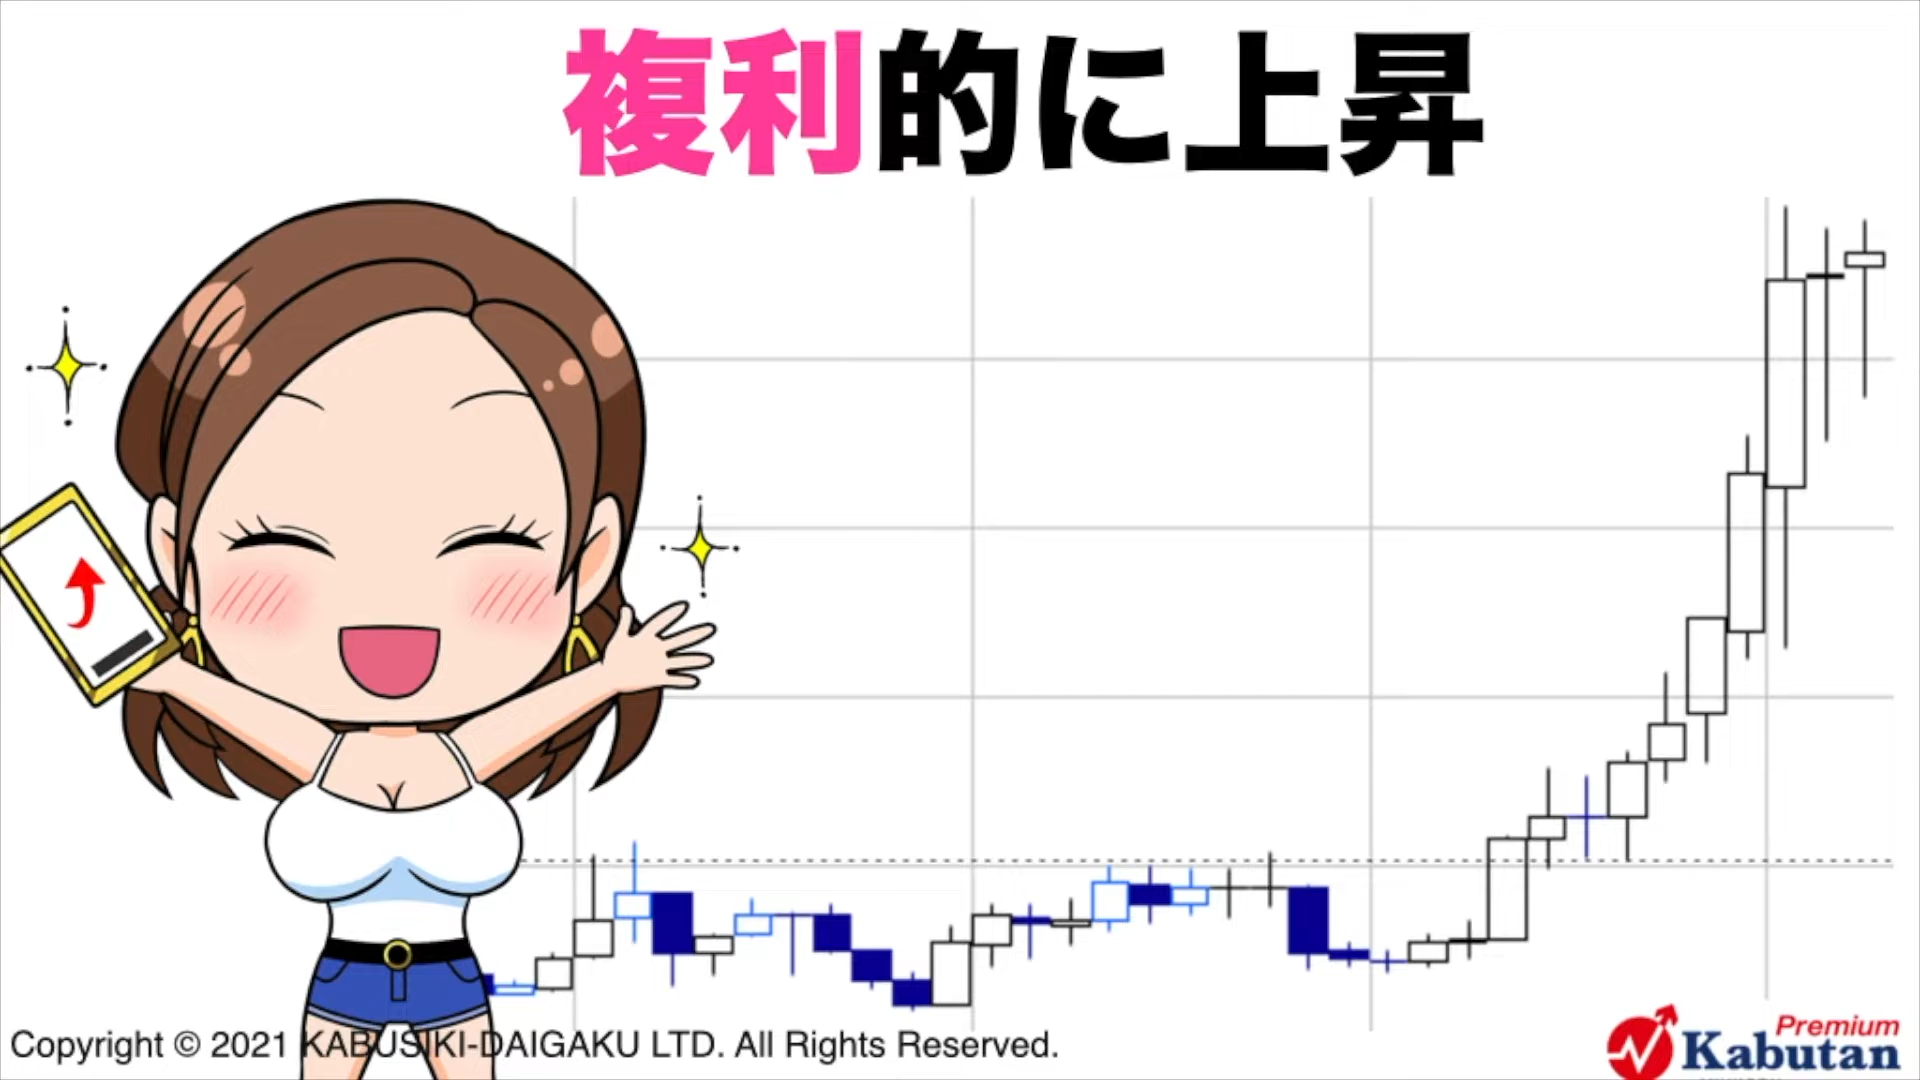 複利的に上昇
Copyright © 2021 KABUSIKI-DAIGAKU LTD. All Rights Reserved.
Premium
Kabutan